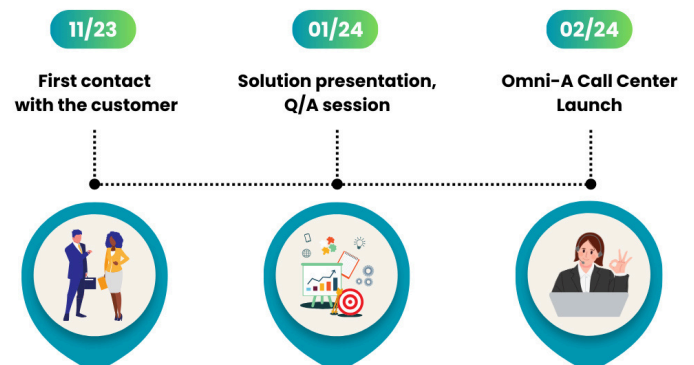 11/23
First contact
with the customer
01/24
Solution presentation,
Q/A session
02/24
Omni-A Call Center
Launch